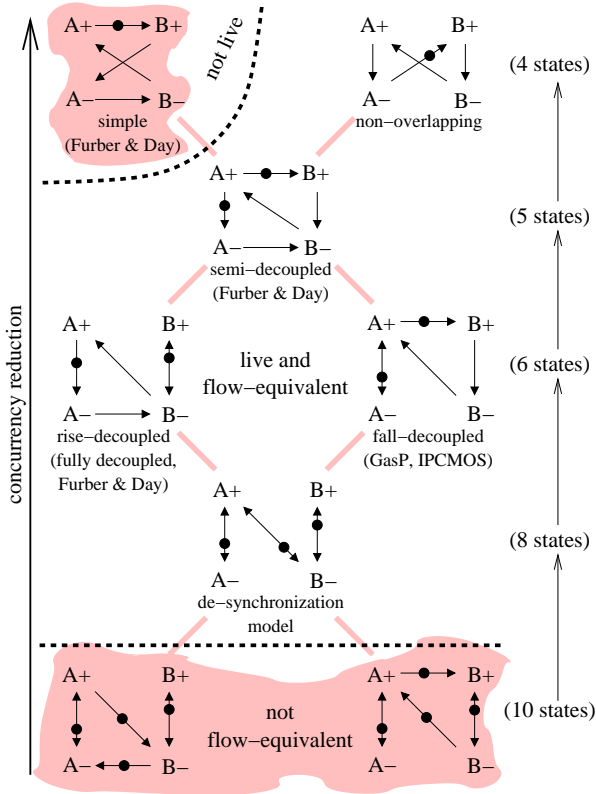 A+ B+
A− B−
simple
(Furber & Day)
not live
A+ B+
A− B−
non−overlapping
(4 states)
A+ B+
A− B−
semi−decoupled
(Furber & Day)
(5 states)
A+ B+
A− B−
rise−decoupled
(fully decoupled,
Furber & Day)
live and
flow−equivalent
A+ B+
A− B−
fall−decoupled
(GasP, IPCMOS)
(6 states)
concurrency reduction
A+ B+
A− B−
de−synchronization
model
(8 states)
A+ B+
A− B−
not
flow−equivalent
A+ B+
A− B−
(10 states)